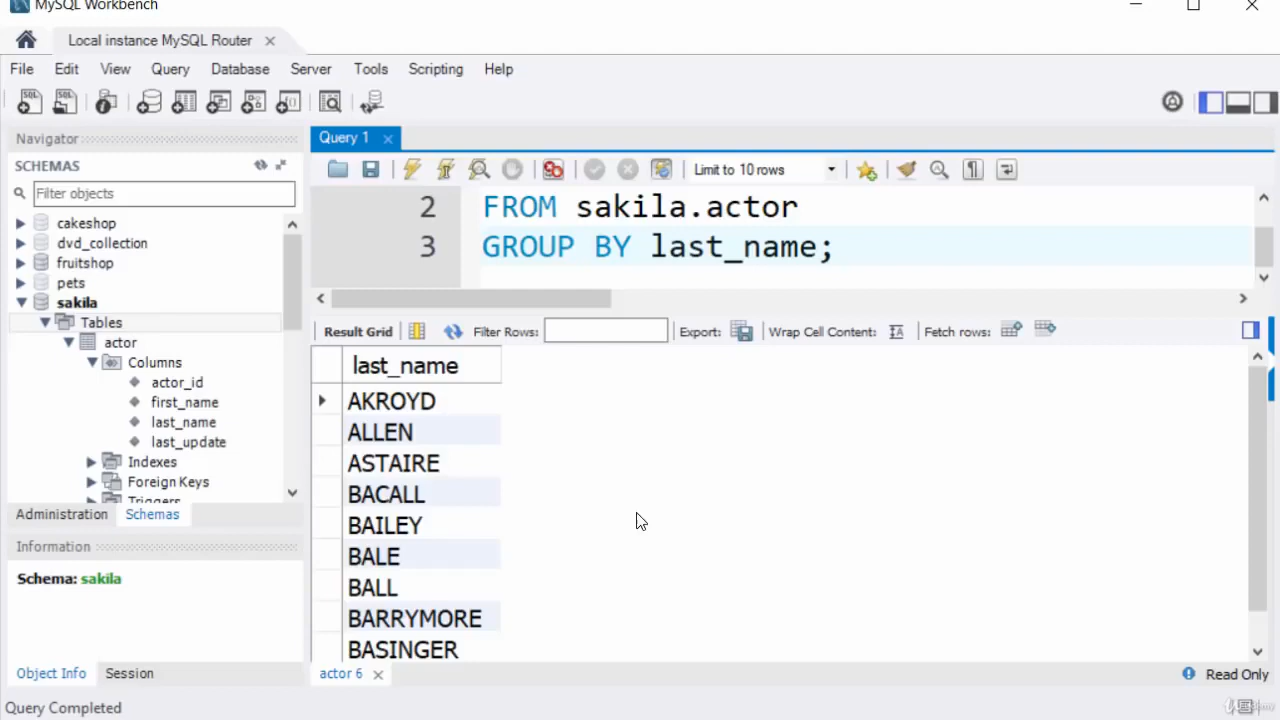 MySQL Workbench
Local instance MySQL Router
File Edit View Query Database Server Tools Scripting Help
Navigator
SCHEMAS
Filter objects
cakeshop
dvd_collection
fruitshop
pets
sakila
Tables
actor
Columns
actor_id
first_name
last_name
last_update
Indexes
Foreign Keys
Triggers
Administration Schemas
Information
Schema: sakila
Object Info Session
Query 1
Limit to 10 rows
2 FROM sakila.actor
3 GROUP BY last_name;
Result Grid Filter Rows: Export: Wrap Cell Content: Fetch rows:
last_name
AKROYD
ALLEN
ASTAIRE
BACALL
BAILEY
BALE
BALL
BARRYMORE
BASINGER
actor 6 Read Only
Query Completed